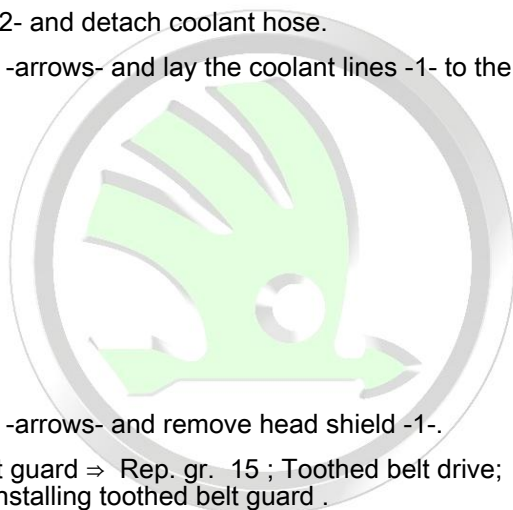 2- and detach coolant hose.
-arrows- and lay the coolant lines -1- to the
-arrows- and remove head shield -1-.
t guard ⇒ Rep. gr. 15 ; Toothed belt drive;
nstalling toothed belt guard .